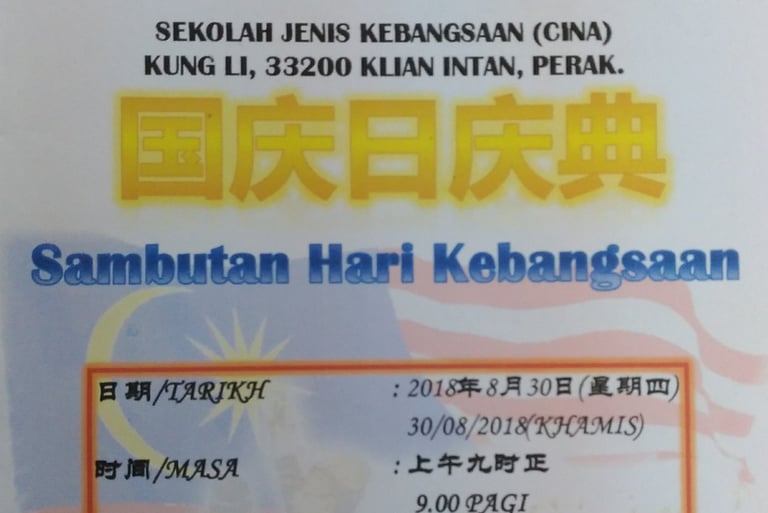 SEKOLAH JENIS KEBANGSAAN (CINA)
KUNG LI, 33200 KLIAN INTAN, PERAK.
国庆日庆典
Sambutan Hari Kebangsaan
日期/TARIKH : 2018年8月30日(星期四)
30/08/2018(KHAMIS)
时间/MASA : 上午九时正
9.00 PAGI